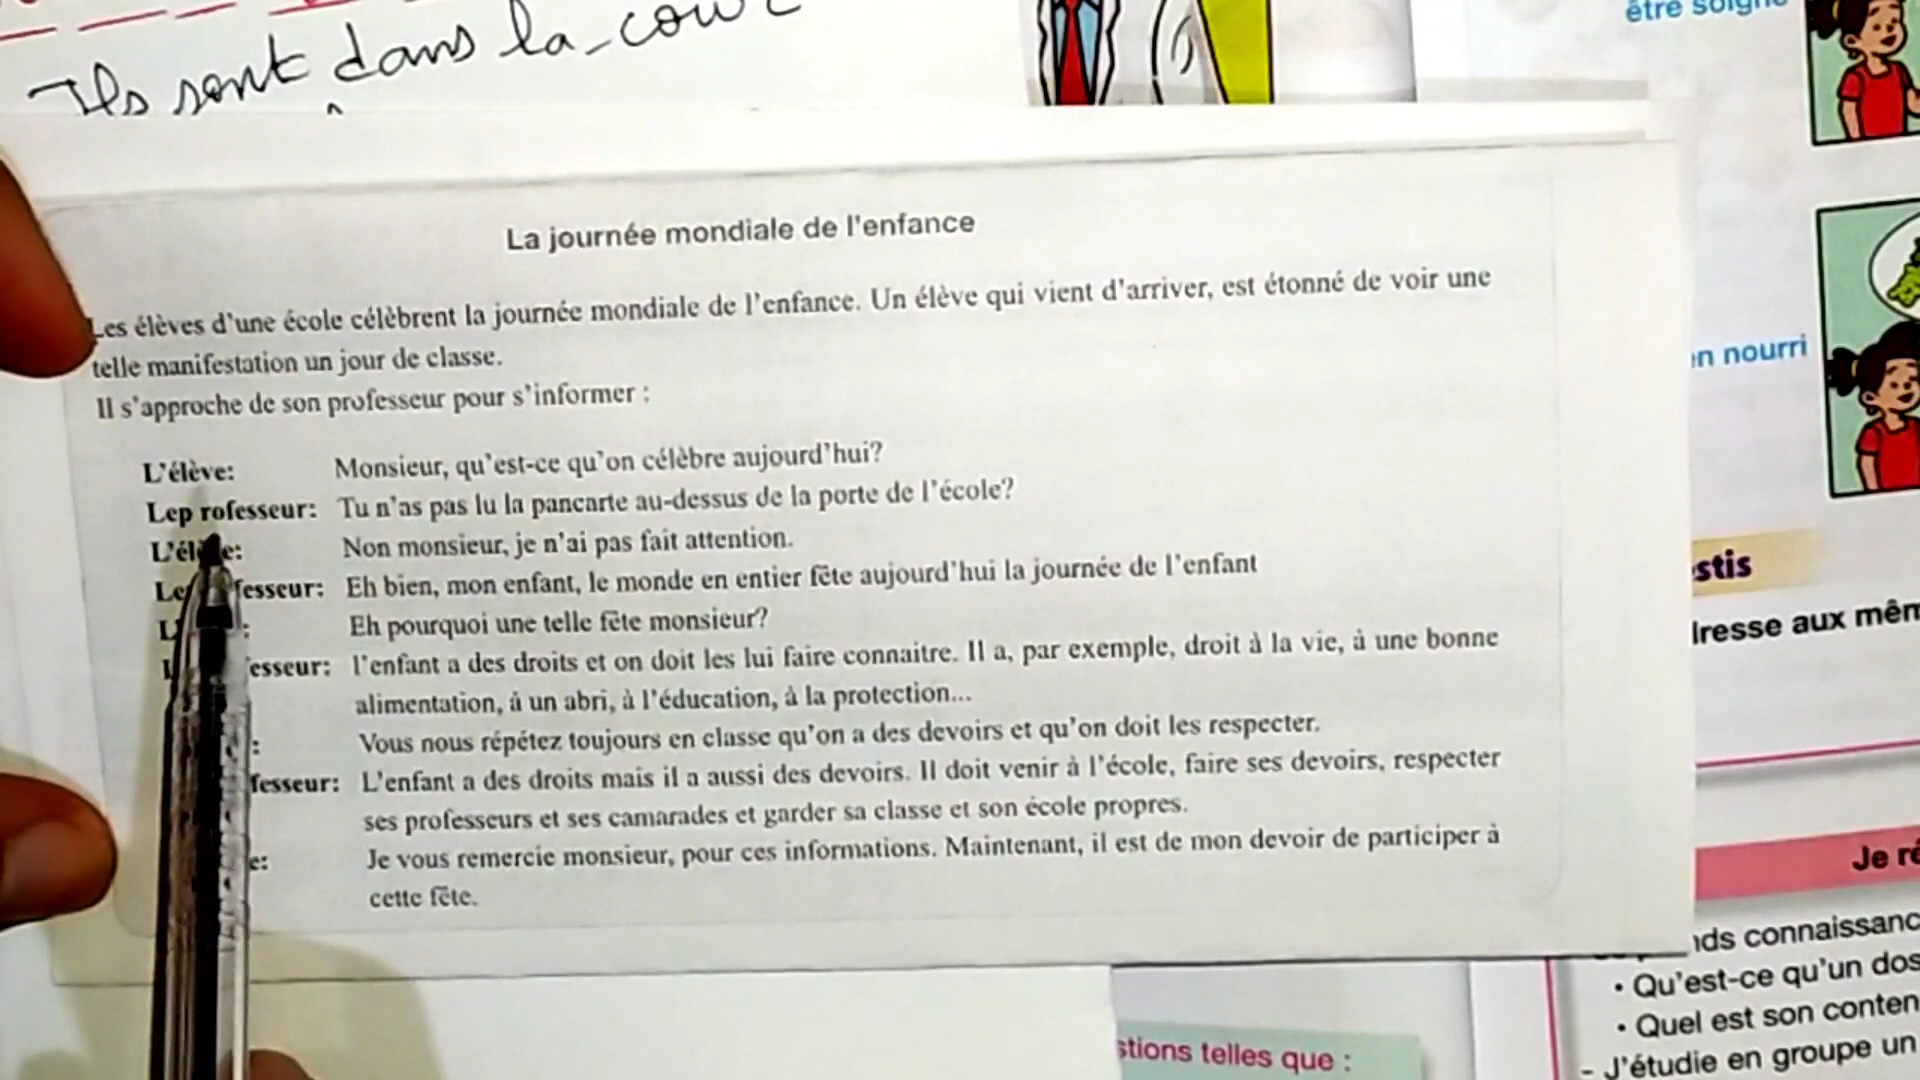 Ils sont dans la cour
La journée mondiale de l'enfance
Les élèves d'une école célèbrent la journée mondiale de l'enfance. Un élève qui vient d'arriver, est étonné de voir une
telle manifestation un jour de classe.
Il s'approche de son professeur pour s'informer :
L'élève: Monsieur, qu'est-ce qu'on célèbre aujourd'hui?
Lep rofesseur: Tu n'as pas lu la pancarte au-dessus de la porte de l'école?
Non monsieur, je n'ai pas fait attention.
Eh bien, mon enfant, le monde en entier fête aujourd'hui la journée de l'enfant
Eh pourquoi une telle fête monsieur?
esseur: l'enfant a des droits et on doit les lui faire connaitre. Il a, par exemple, droit à la vie, à une bonne
alimentation, à un abri, à l'éducation, à la protection...
: Vous nous répétez toujours en classe qu'on a des devoirs et qu'on doit les respecter.
fesseur: L'enfant a des droits mais il a aussi des devoirs. Il doit venir à l'école, faire ses devoirs, respecter
ses professeurs et ses camarades et garder sa classe et son école propres.
e: Je vous remercie monsieur, pour ces informations. Maintenant, il est de mon devoir de participer à
cette fête.
être
nourri
stis
resse aux
Je
connaissanc
• Qu'est-ce qu'un
• Quel est son
- J'étudie en groupe un
stions telles que :